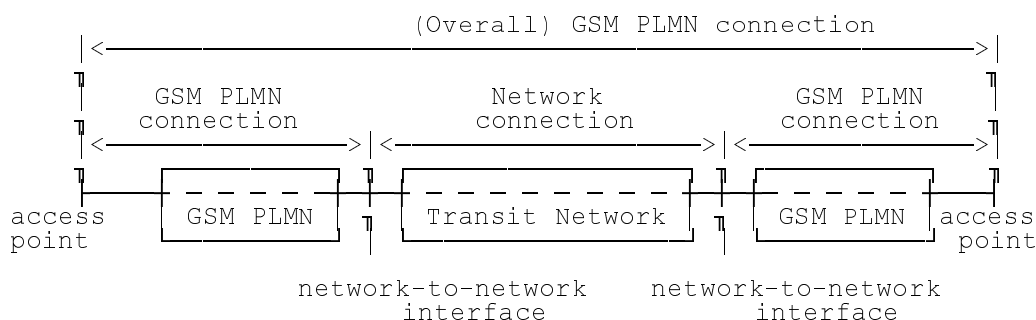 (Overall) GSM PLMN connection
GSM PLMN connection
Network connection
GSM PLMN connection
access point
GSM PLMN
Transit Network
GSM PLMN
access point
network-to-network interface
network-to-network interface